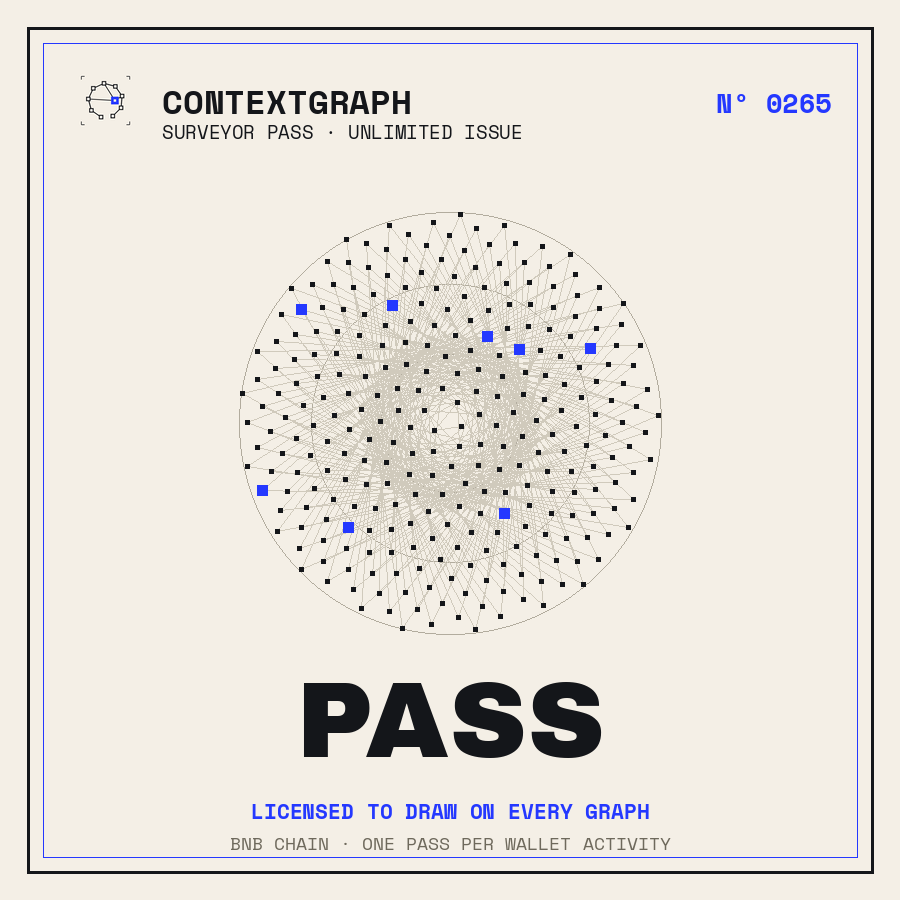 CONTEXTGRAPH
N° 0265
SURVEYOR PASS · UNLIMITED ISSUE
PASS
LICENSED TO DRAW ON EVERY GRAPH
BNB CHAIN · ONE PASS PER WALLET ACTIVITY